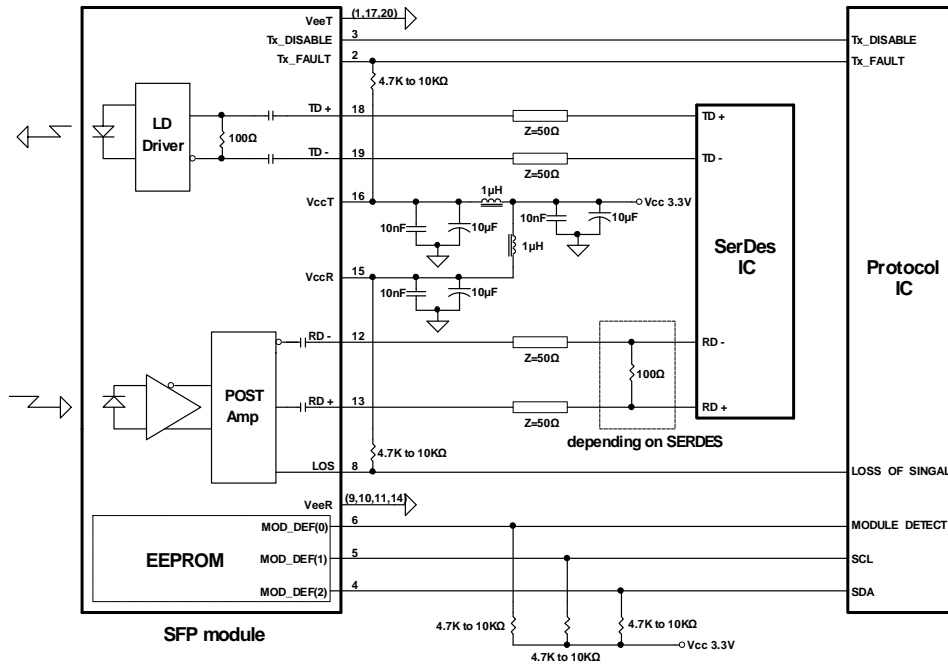 VeeT (1,17,20)
Tx_DISABLE 3 Tx_DISABLE
Tx_FAULT 2 Tx_FAULT
4.7K to 10KΩ
LD
Driver
100Ω
TD + 18 TD +
Z=50Ω
TD - 19 TD -
Z=50Ω
VccT 16 1μH Vcc 3.3V
10nF 10μF 10nF 10μF
1μH
SerDes
IC
Protocol
IC
VccR 15
10nF 10μF
RD - 12 RD -
Z=50Ω
100Ω
POST
Amp
RD + 13 RD +
Z=50Ω
depending on SERDES
4.7K to 10KΩ
LOS 8 LOSS OF SINGAL
VeeR (9,10,11,14)
MOD_DEF(0) 6 MODULE DETECT
EEPROM
MOD_DEF(1) 5 SCL
MOD_DEF(2) 4 SDA
SFP module
4.7K to 10KΩ 4.7K to 10KΩ
Vcc 3.3V
4.7K to 10KΩ